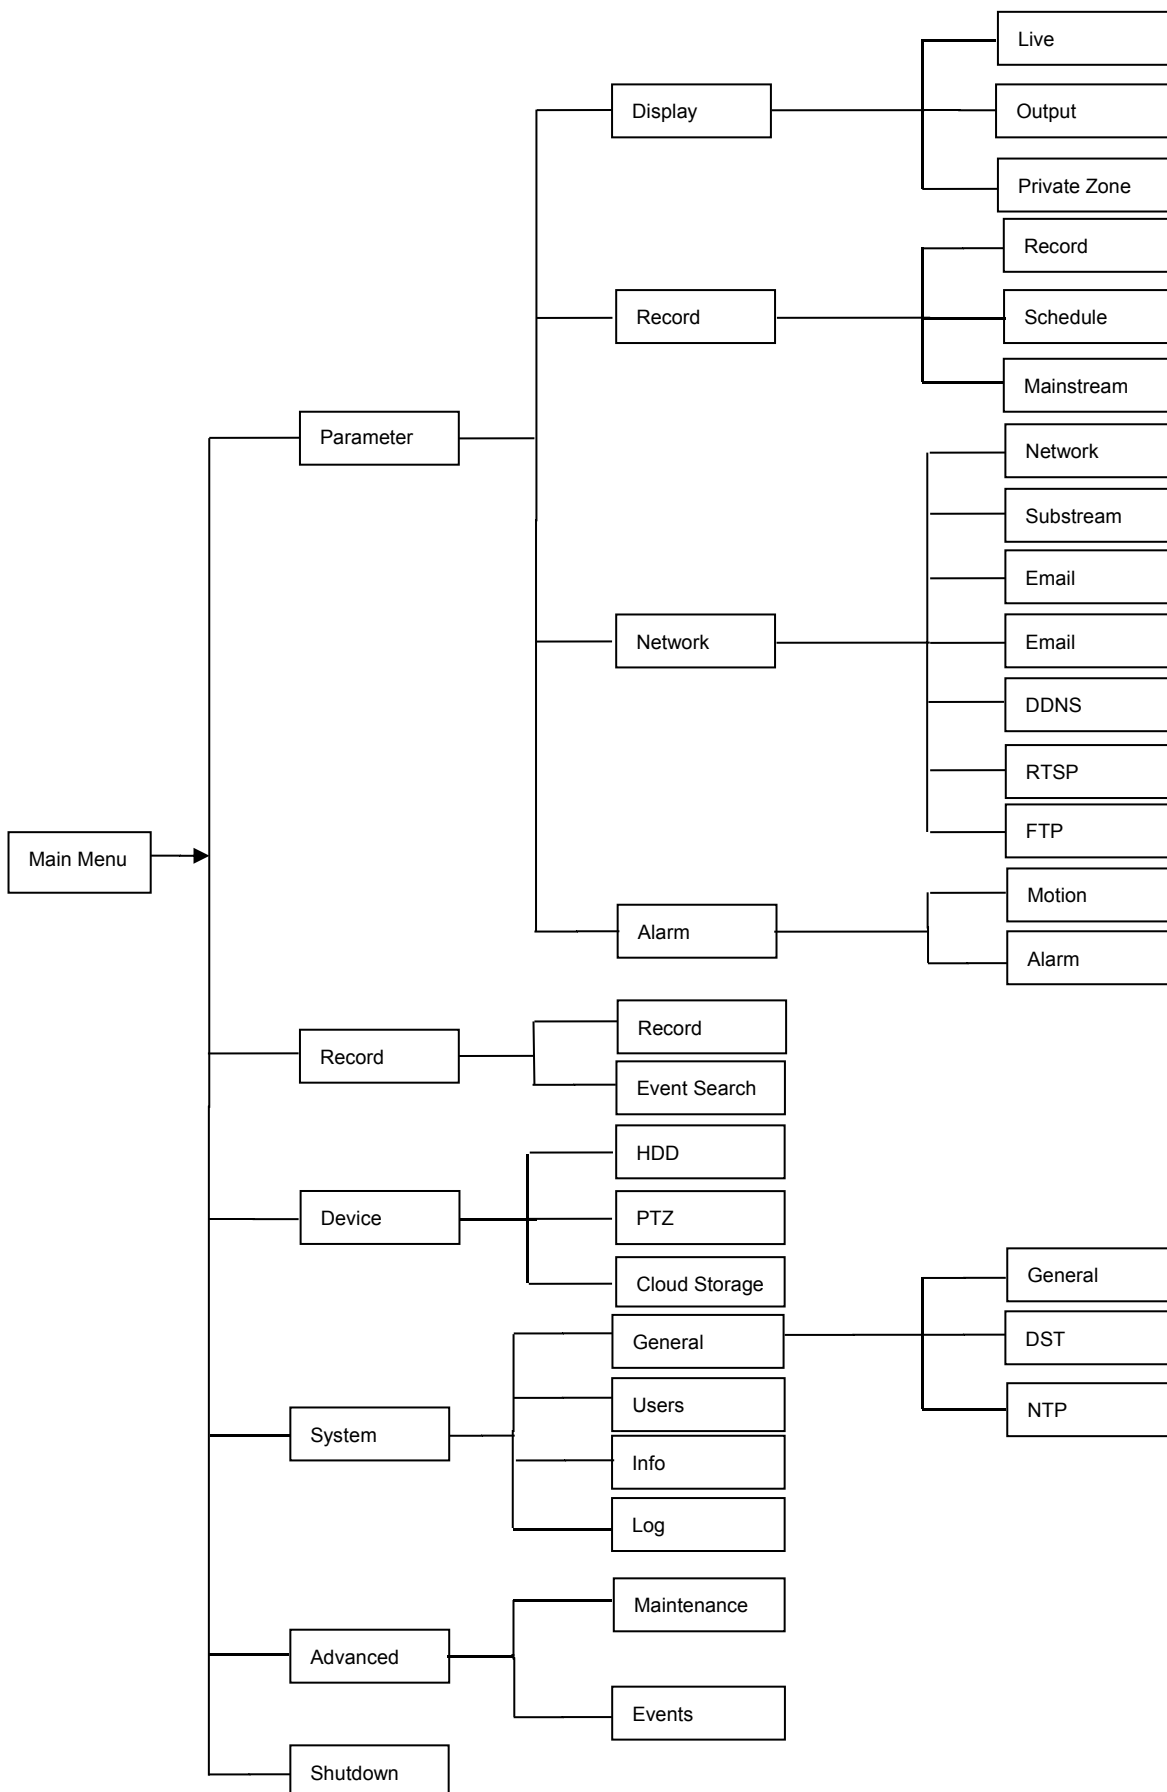 Live
Display
Output
Private Zone
Record
Record
Schedule
Mainstream
Parameter
Network
Substream
Email
Network
Email
DDNS
RTSP
Main Menu
FTP
Motion
Alarm
Alarm
Record
Record
Event Search
HDD
Device
PTZ
Cloud Storage
General
General
DST
Users
NTP
System
Info
Log
Maintenance
Advanced
Events
Shutdown